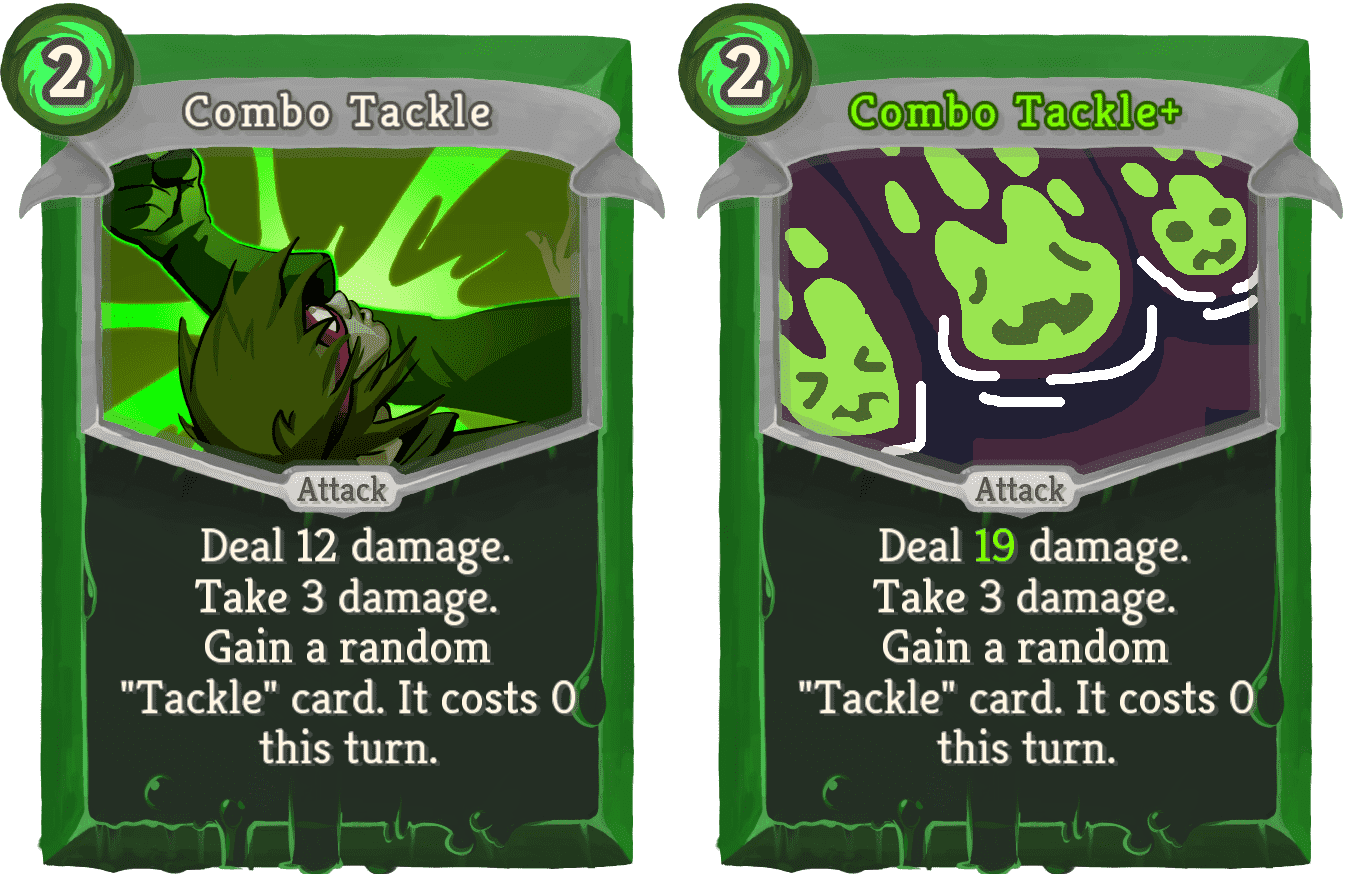 2
Combo Tackle
Attack
Deal 12 damage.
Take 3 damage.
Gain a random
"Tackle" card. It costs 0
this turn.
2
Combo Tackle+
Attack
Deal 19 damage.
Take 3 damage.
Gain a random
"Tackle" card. It costs 0
this turn.